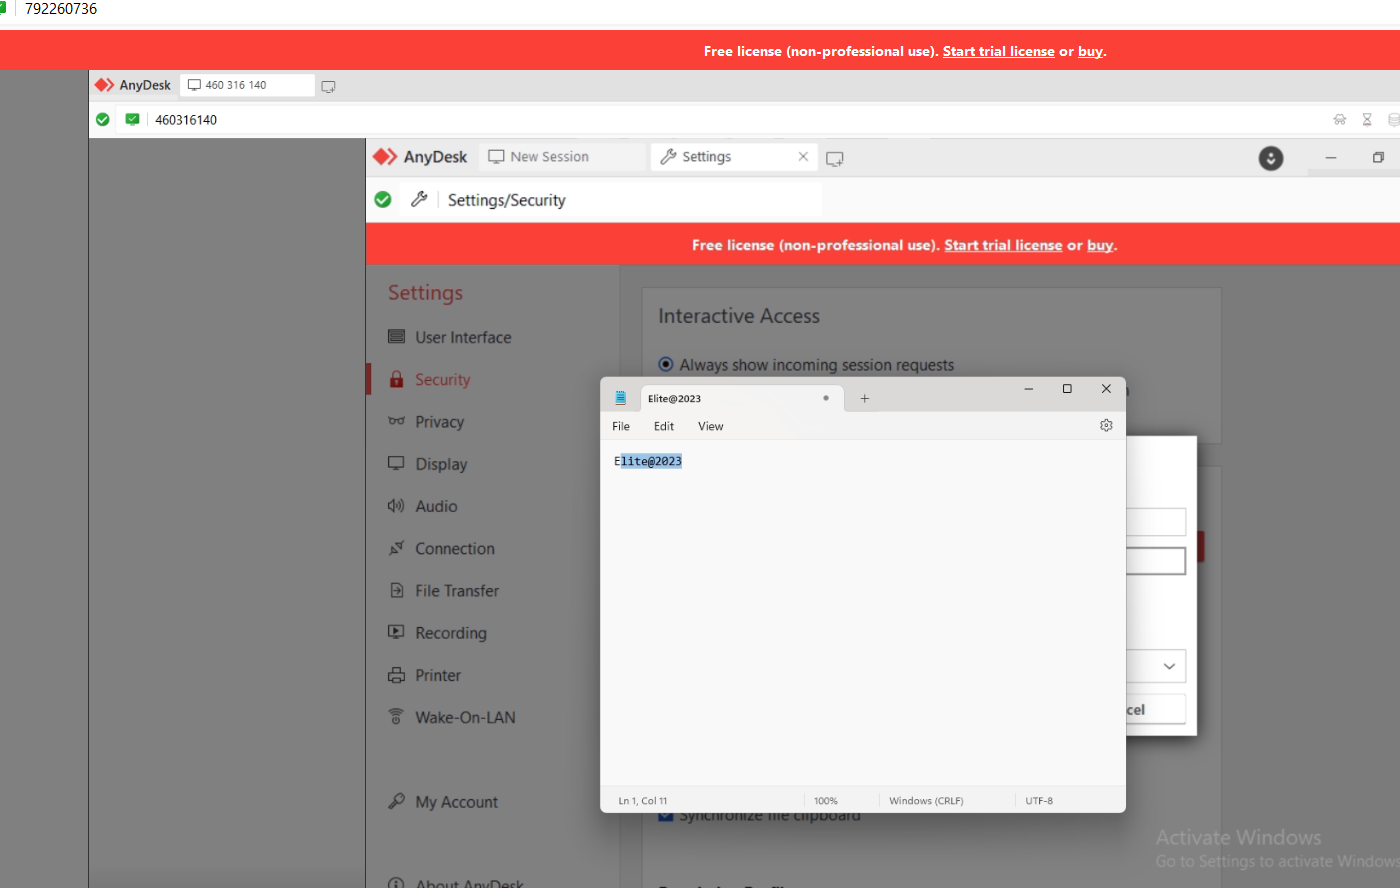 792260736
Free license (non-professional use). Start trial license or buy.
AnyDesk
460 316 140
460316140
AnyDesk
New Session
Settings
Settings/Security
Free license (non-professional use). Start trial license or buy.
Settings
User Interface
Security
Privacy
Display
Audio
Connection
File Transfer
Recording
Printer
Wake-On-LAN
My Account
About AnyDesk
Interactive Access
Always show incoming session requests
Elite@2023
File Edit View
Elite@2023
Ln 1, Col 11
100%
Windows (CRLF)
UTF-8
cel
Synchronize file clipboard
Activate Windows
Go to Settings to activate Windows